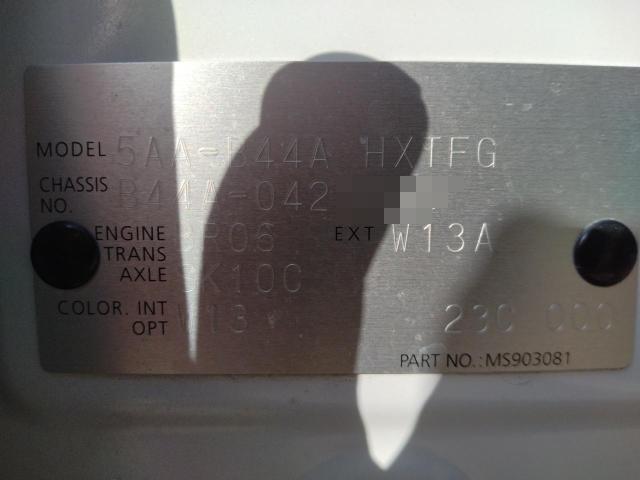 MODEL 5AA-B44A HXTFG
CHASSIS NO. B44A-042
ENGINE BR06 EXT W13A
TRANS
AXLE CK10C
COLOR. INT W13 23C 000
OPT
PART NO.: MS903081